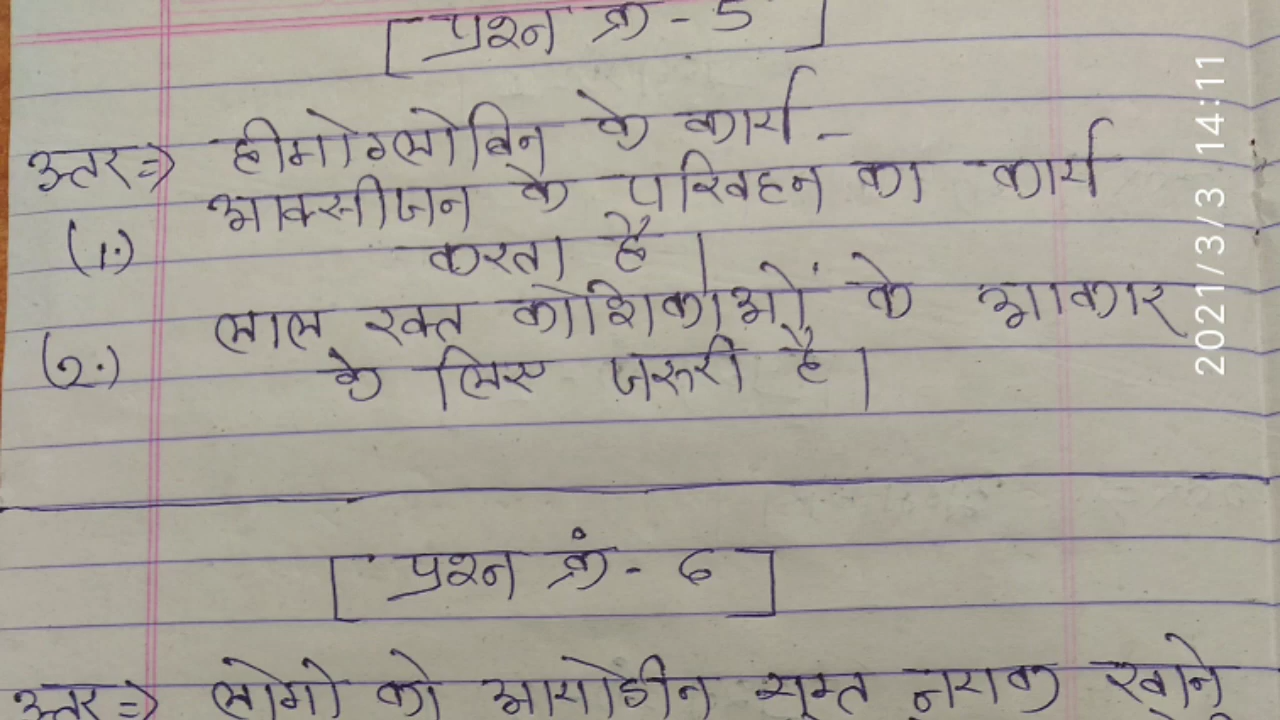 [ प्रश्न क्र - 5 ]
उत्तर⇒ हीमोग्लोबिन के कार्य -
(1.) आक्सीजन के परिवहन का कार्य
करता है |
(2.) लाल रक्त कोशिकाओं के आकार
के लिए जरुरी है |
[ प्रश्न क्रं - 6 ]
उत्तर⇒ लोगो को आयोडीन युक्त नमक खाने
2021/3/3 14:11